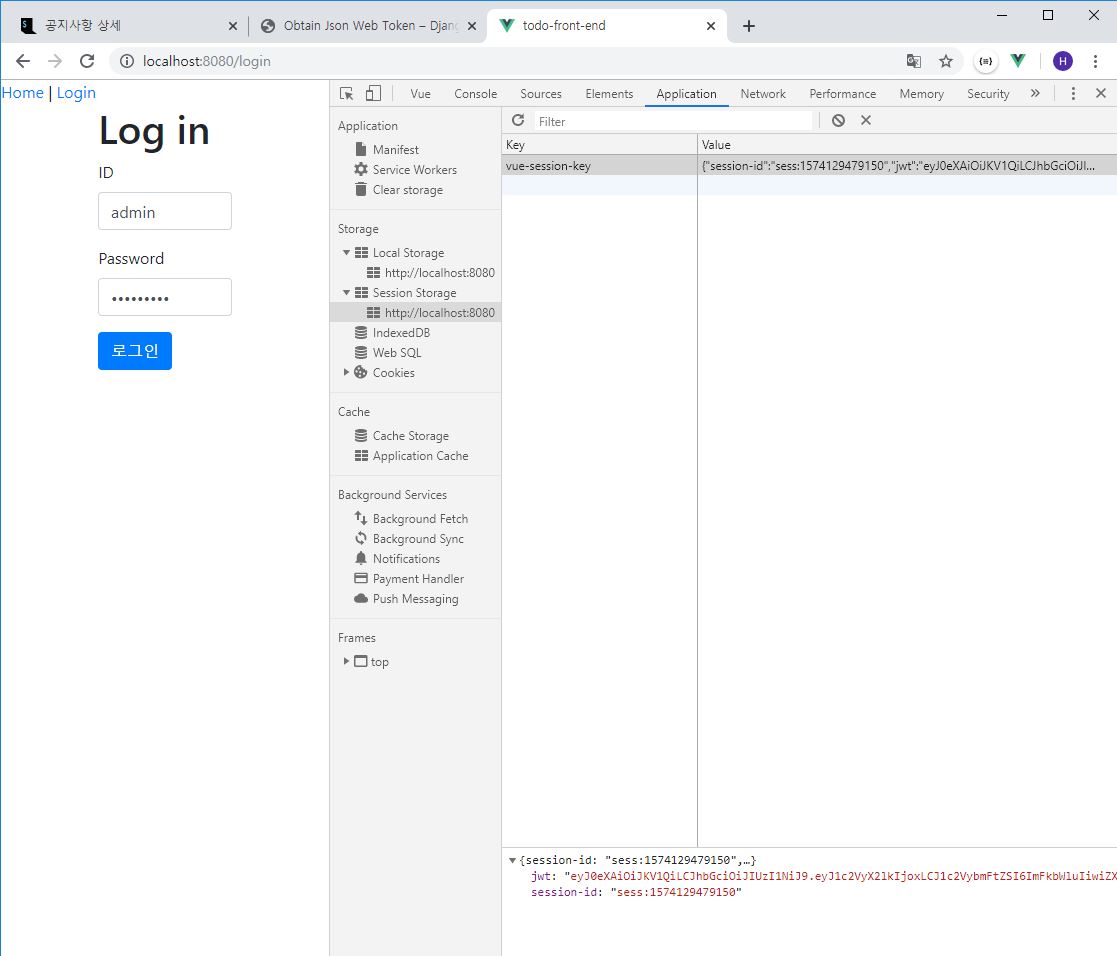 공지사항 상세
Obtain Json Web Token – Djang
todo-front-end
localhost:8080/login
H
Home | Login
Log in
ID
admin
Password
•••••••••
로그인
Vue Console Sources Elements Application Network Performance Memory Security
Application
Manifest
Service Workers
Clear storage
Storage
Local Storage
http://localhost:8080
Session Storage
http://localhost:8080
IndexedDB
Web SQL
Cookies
Cache
Cache Storage
Application Cache
Background Services
Background Fetch
Background Sync
Notifications
Payment Handler
Push Messaging
Frames
top
Filter
Key Value
vue-session-key {"session-id":"sess:1574129479150","jwt":"eyJ0eXAiOiJKV1QiLCJhbGciOiJI...
{session-id: "sess:1574129479150",…}
jwt: "eyJ0eXAiOiJKV1QiLCJhbGciOiJIUzI1NiJ9.eyJ1c2VyX2lkIjoxLCJ1c2VybmFtZSI6ImFkbWluIiwiZX
session-id: "sess:1574129479150"